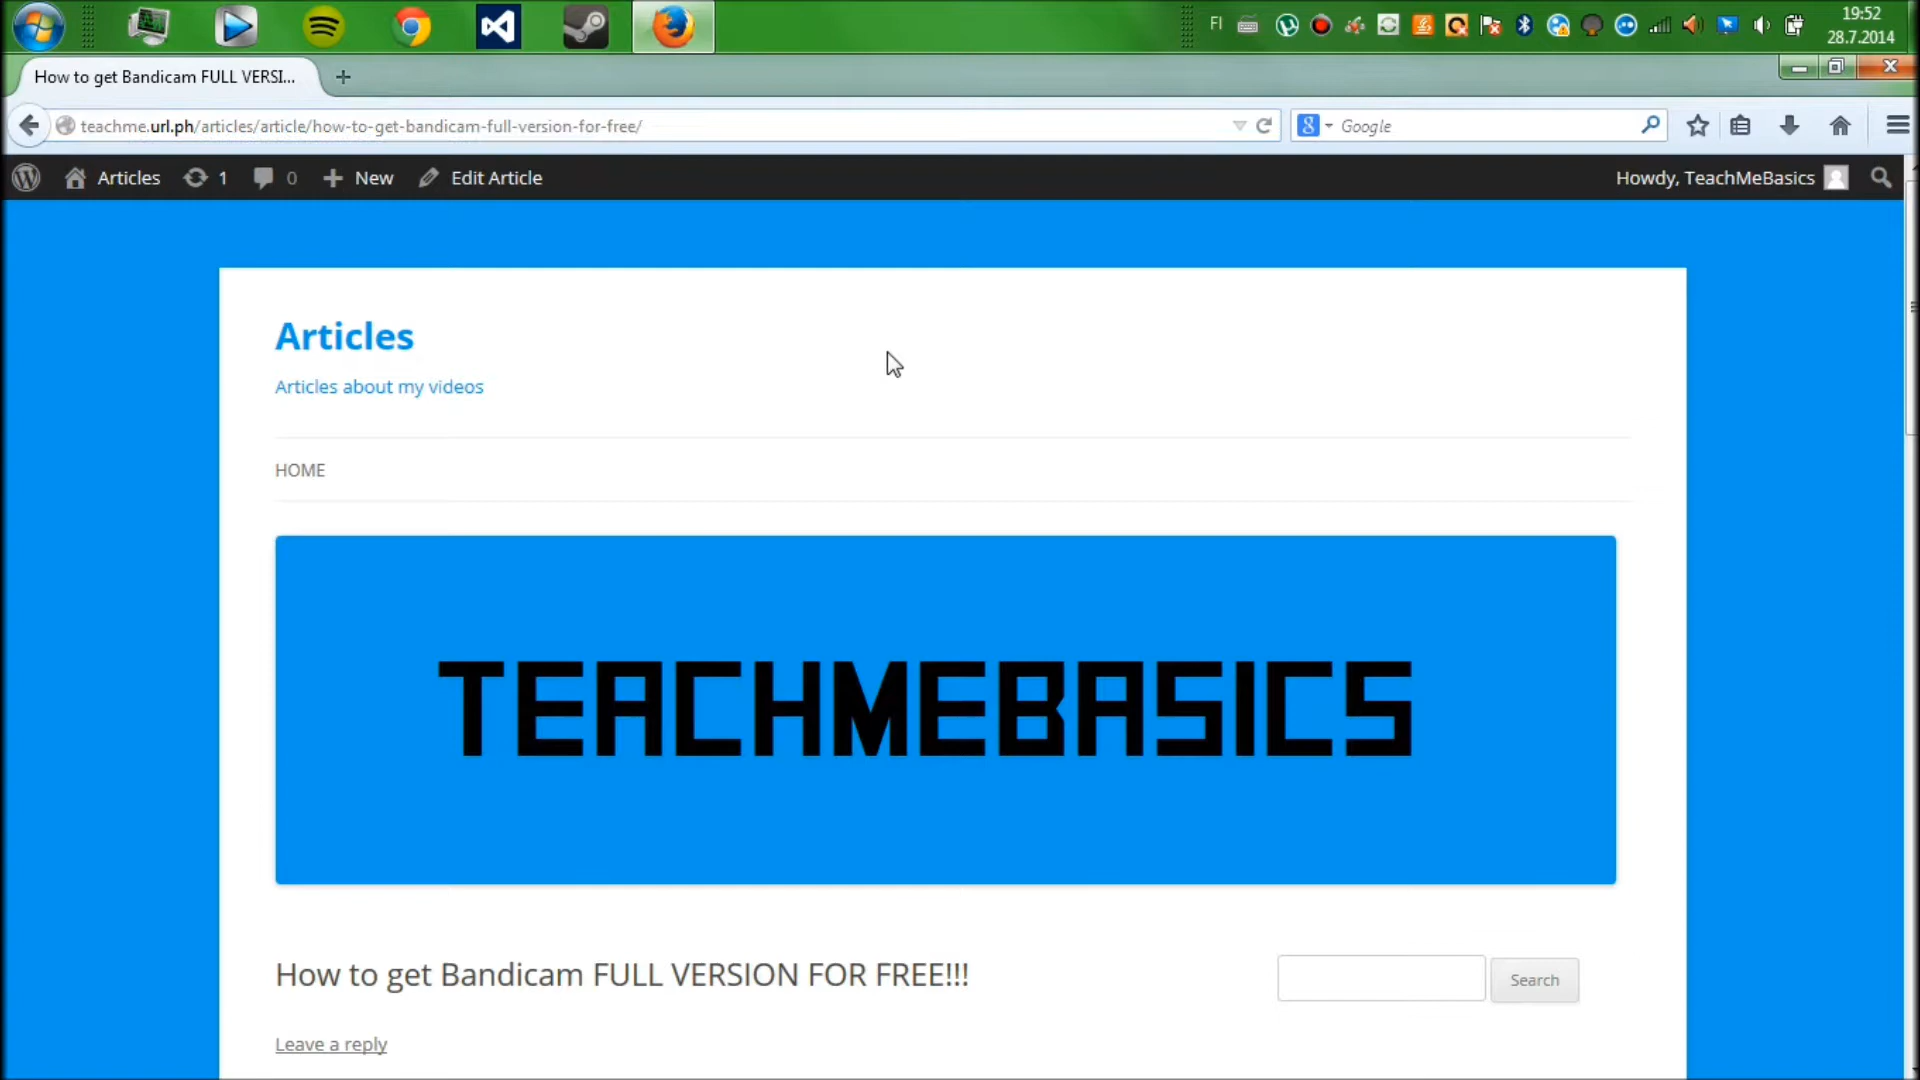 FI
19:52
28.7.2014
How to get Bandicam FULL VERSI...
teachme.url.ph/articles/article/how-to-get-bandicam-full-version-for-free/
8 Google
Articles 1 0 New Edit Article
Howdy, TeachMeBasics
Articles
Articles about my videos
HOME
TEACHMEBASICS
How to get Bandicam FULL VERSION FOR FREE!!!
Search
Leave a reply